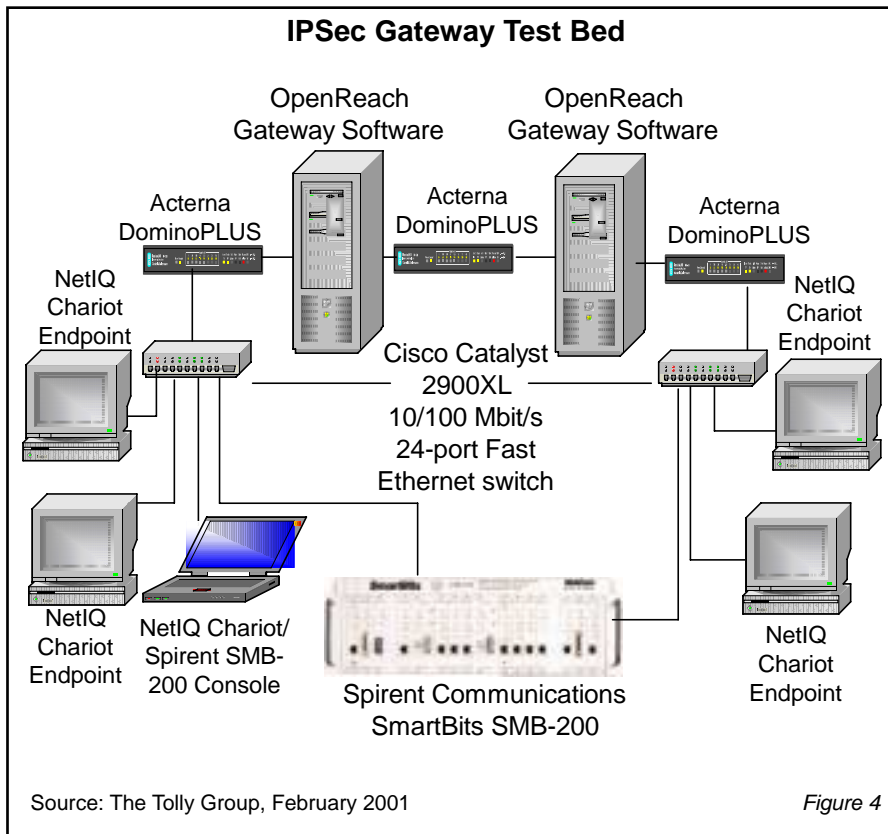 IPSec Gateway Test Bed
OpenReach
Gateway Software
OpenReach
Gateway Software
Acterna
DominoPLUS
Acterna
DominoPLUS
Acterna
DominoPLUS
NetIQ
Chariot
Endpoint
NetIQ
Chariot
Endpoint
Cisco Catalyst
2900XL
10/100 Mbit/s
24-port Fast
Ethernet switch
NetIQ
Chariot
Endpoint
NetIQ Chariot/
Spirent SMB-
200 Console
SmartBits
Spirent Communications
SmartBits SMB-200
NetIQ
Chariot
Endpoint
Source: The Tolly Group, February 2001
Figure 4